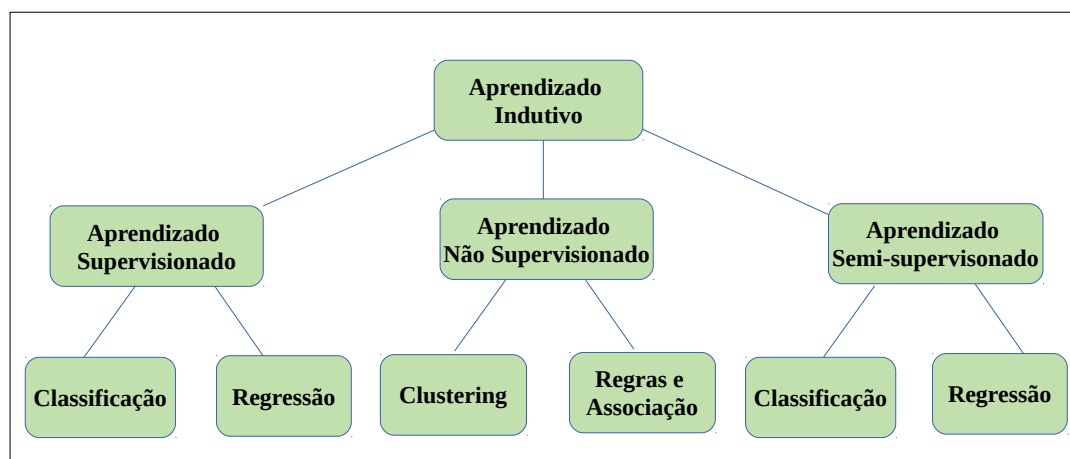 Aprendizado
Indutivo
Aprendizado
Supervisionado
Aprendizado
Não Supervisionado
Aprendizado
Semi-supervisonado
Classificação
Regressão
Clustering
Regras e
Associação
Classificação
Regressão